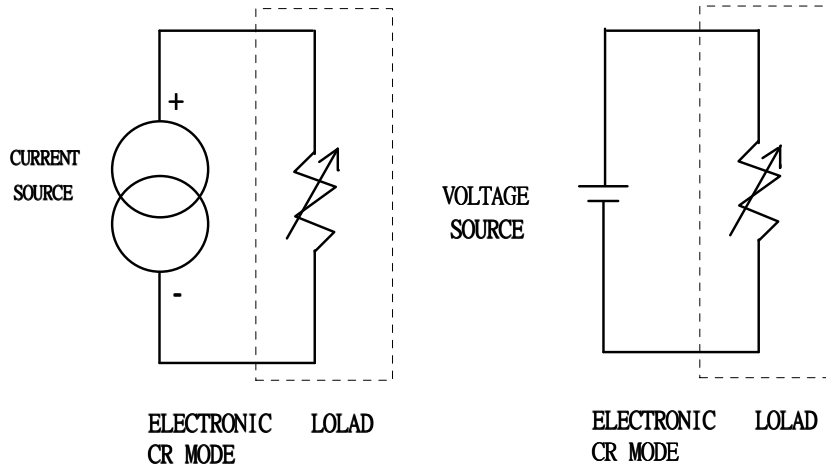 +
CURRENT
SOURCE
-
ELECTRONIC LOLAD
CR MODE
VOLTAGE
SOURCE
ELECTRONIC LOLAD
CR MODE